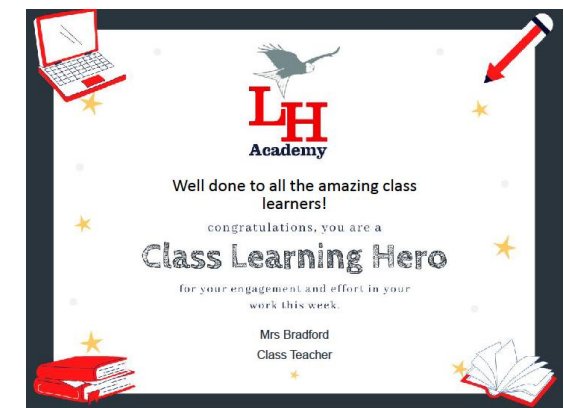 LH
Academy
Well done to all the amazing class
learners!
congratulations, you are a
Class Learning Hero
for your engagement and effort in your
work this week.
Mrs Bradford
Class Teacher